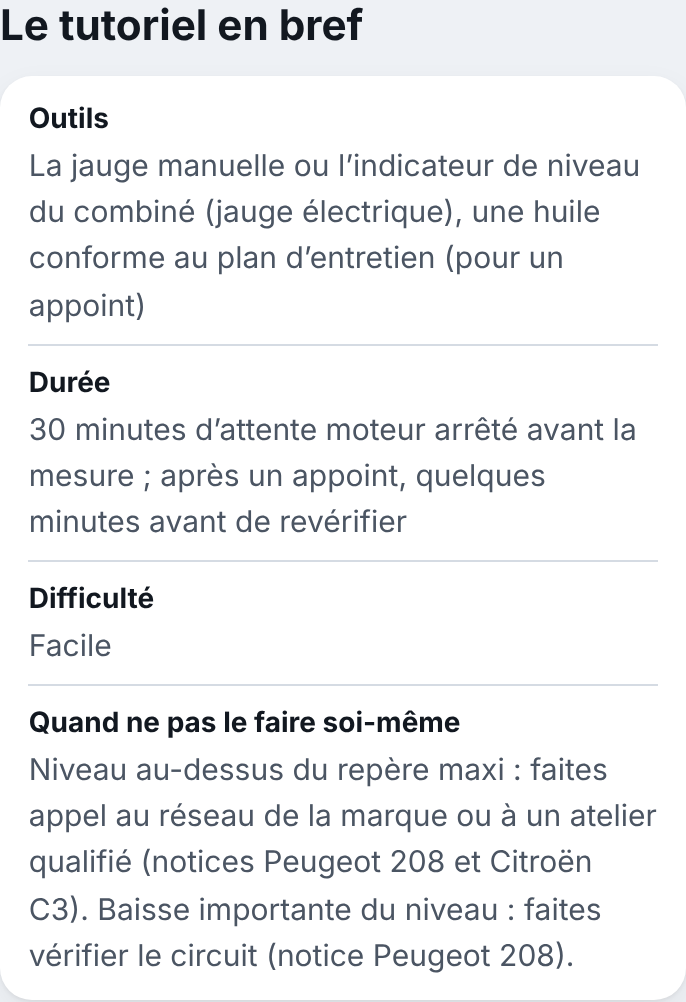 Le tutoriel en bref
Outils
La jauge manuelle ou l’indicateur de niveau
du combiné (jauge électrique), une huile
conforme au plan d’entretien (pour un
appoint)
Durée
30 minutes d’attente moteur arrêté avant la
mesure ; après un appoint, quelques
minutes avant de revérifier
Difficulté
Facile
Quand ne pas le faire soi-même
Niveau au-dessus du repère maxi : faites
appel au réseau de la marque ou à un atelier
qualifié (notices Peugeot 208 et Citroën
C3). Baisse importante du niveau : faites
vérifier le circuit (notice Peugeot 208).